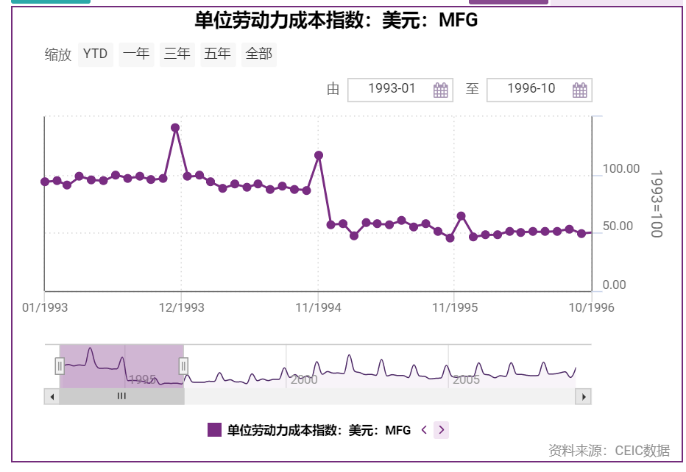 单位劳动力成本指数：美元：MFG
缩放 YTD 一年 三年 五年 全部
由 1993-01 至 1996-10
100.00
50.00
0.00
1993=100
01/1993 12/1993 11/1994 11/1995 10/1996
1995 2000 2005
单位劳动力成本指数：美元：MFG
资料来源：CEIC数据